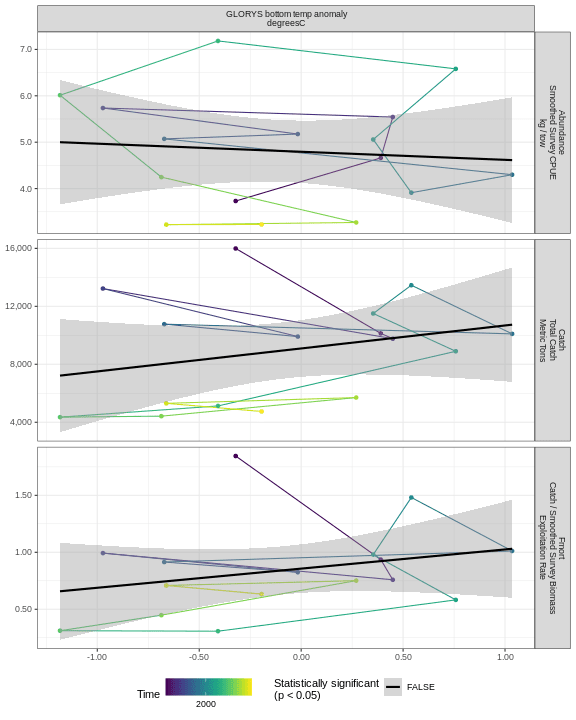 GLORYS bottom temp anomaly
degreesC
7.0
6.0
5.0
4.0
Abundance
Smoothed Survey CPUE
kg / tow
16,000
12,000
8,000
4,000
Catch
Total Catch
Metric Tons
1.50
1.00
0.50
Fmort
Catch / Smoothed Survey Biomass
Exploitation Rate
-1.00
-0.50
0.00
0.50
1.00
Time
2000
Statistically significant
(p < 0.05)
FALSE